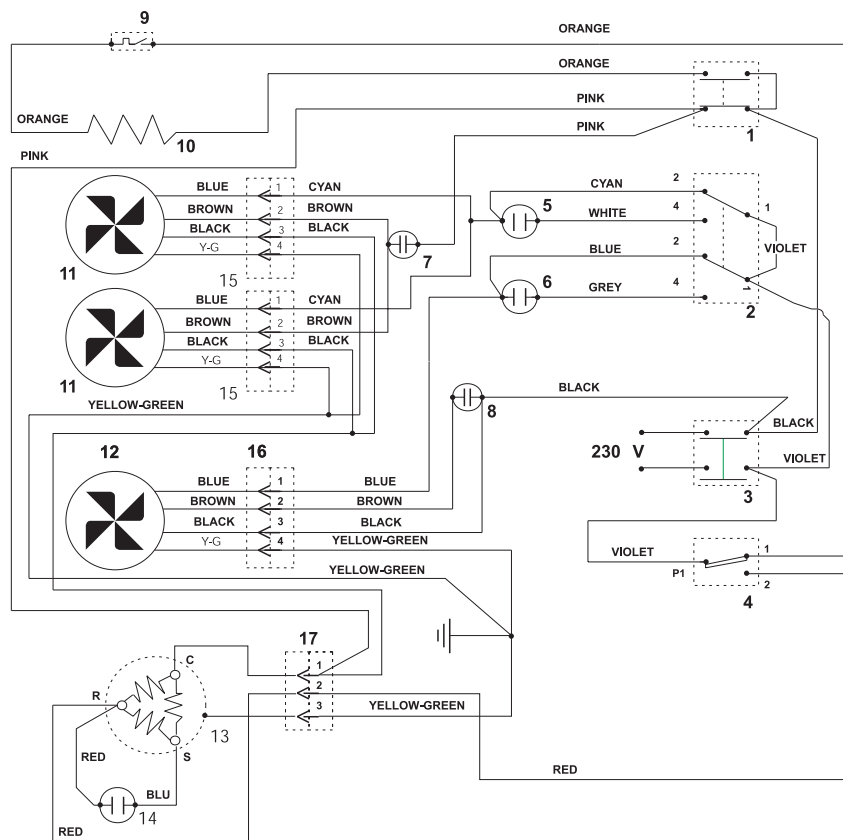 9
ORANGE
ORANGE
PINK
ORANGE
10
PINK
1
PINK
BLUE 1 CYAN
BROWN 2 BROWN
BLACK 3 BLACK
Y-G 4
11
15
7
CYAN 2
5
WHITE 4
1
VIOLET
BLUE 2
6
GREY 4
1
2
BLUE 1 CYAN
BROWN 2 BROWN
BLACK 3 BLACK
Y-G 4
11
15
YELLOW-GREEN
8
BLACK
BLACK
230 V
VIOLET
3
12
16
BLUE 1 BLUE
BROWN 2 BROWN
BLACK 3 BLACK
Y-G 4 YELLOW-GREEN
YELLOW-GREEN
VIOLET
P1
1
2
4
17
C
1
2
3
R
YELLOW-GREEN
13
S
RED
BLU
14
RED
RED